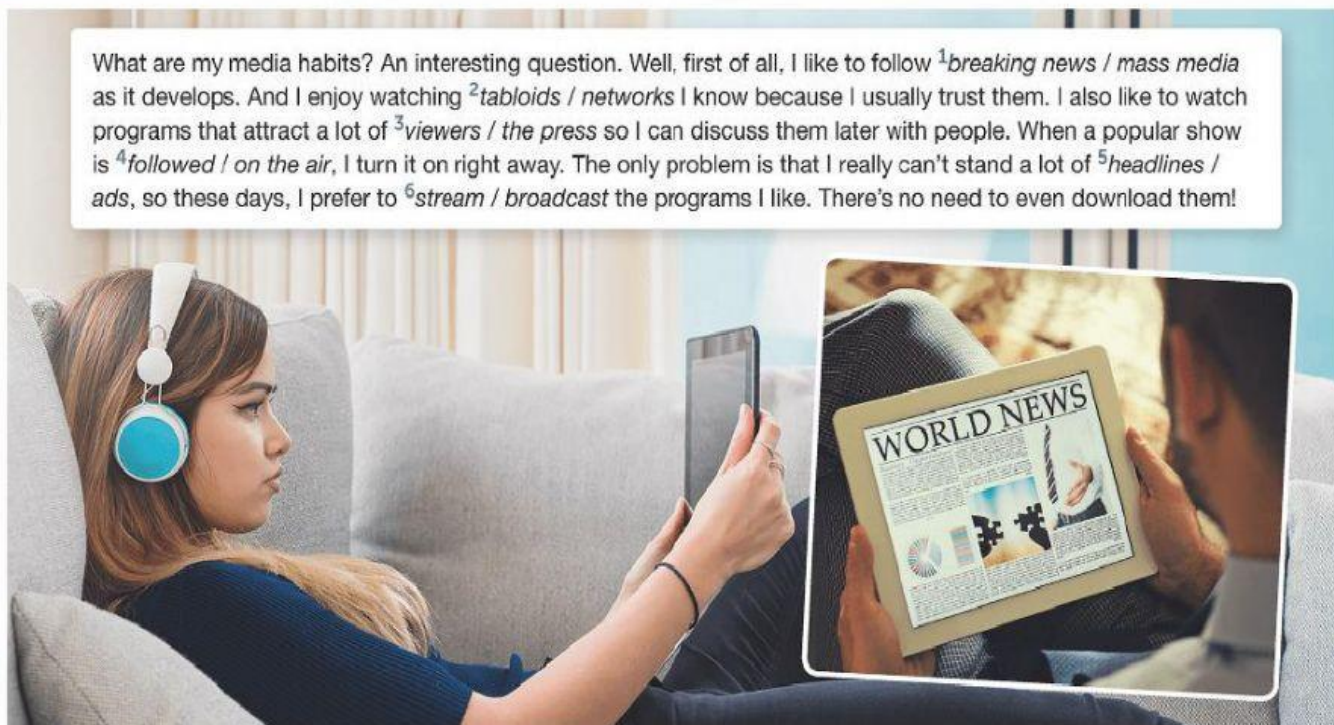 What are my media habits? An interesting question. Well, first of all, I like to follow ¹breaking news / mass media
as it develops. And I enjoy watching ²tabloids / networks I know because I usually trust them. I also like to watch
programs that attract a lot of ³viewers / the press so I can discuss them later with people. When a popular show
is ⁴followed / on the air, I turn it on right away. The only problem is that I really can't stand a lot of ⁵headlines /
ads, so these days, I prefer to ⁶stream / broadcast the programs I like. There's no need to even download them!
WORLD NEWS